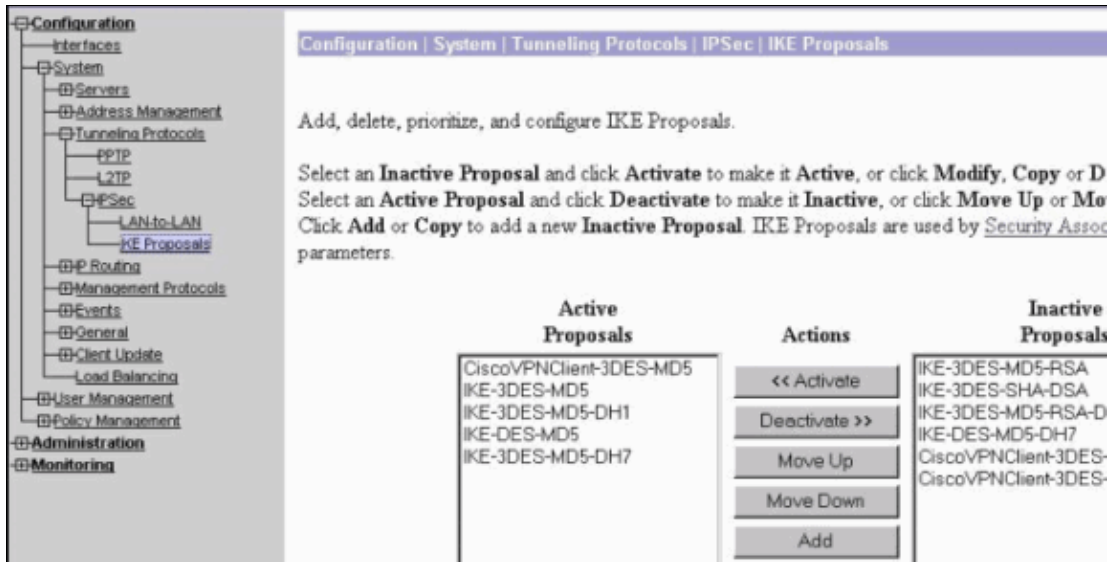 Configuration
Interfaces
System
Servers
Address Management
Tunneling Protocols
PPTP
L2TP
IPSec
LAN-to-LAN
IKE Proposals
IP Routing
Management Protocols
Events
General
Client Update
Load Balancing
User Management
Policy Management
Administration
Monitoring
Configuration | System | Tunneling Protocols | IPSec | IKE Proposals
Add, delete, prioritize, and configure IKE Proposals.
Select an Inactive Proposal and click Activate to make it Active, or click Modify, Copy or D
Select an Active Proposal and click Deactivate to make it Inactive, or click Move Up or Mo
Click Add or Copy to add a new Inactive Proposal. IKE Proposals are used by Security Assoc
parameters.
Active
Proposals
CiscoVPNClient-3DES-MD5
IKE-3DES-MD5
IKE-3DES-MD5-DH1
IKE-DES-MD5
IKE-3DES-MD5-DH7
Actions
<< Activate
Deactivate >>
Move Up
Move Down
Add
Inactive
Proposals
IKE-3DES-MD5-RSA
IKE-3DES-SHA-DSA
IKE-3DES-MD5-RSA-D
IKE-DES-MD5-DH7
CiscoVPNClient-3DES-
CiscoVPNClient-3DES-